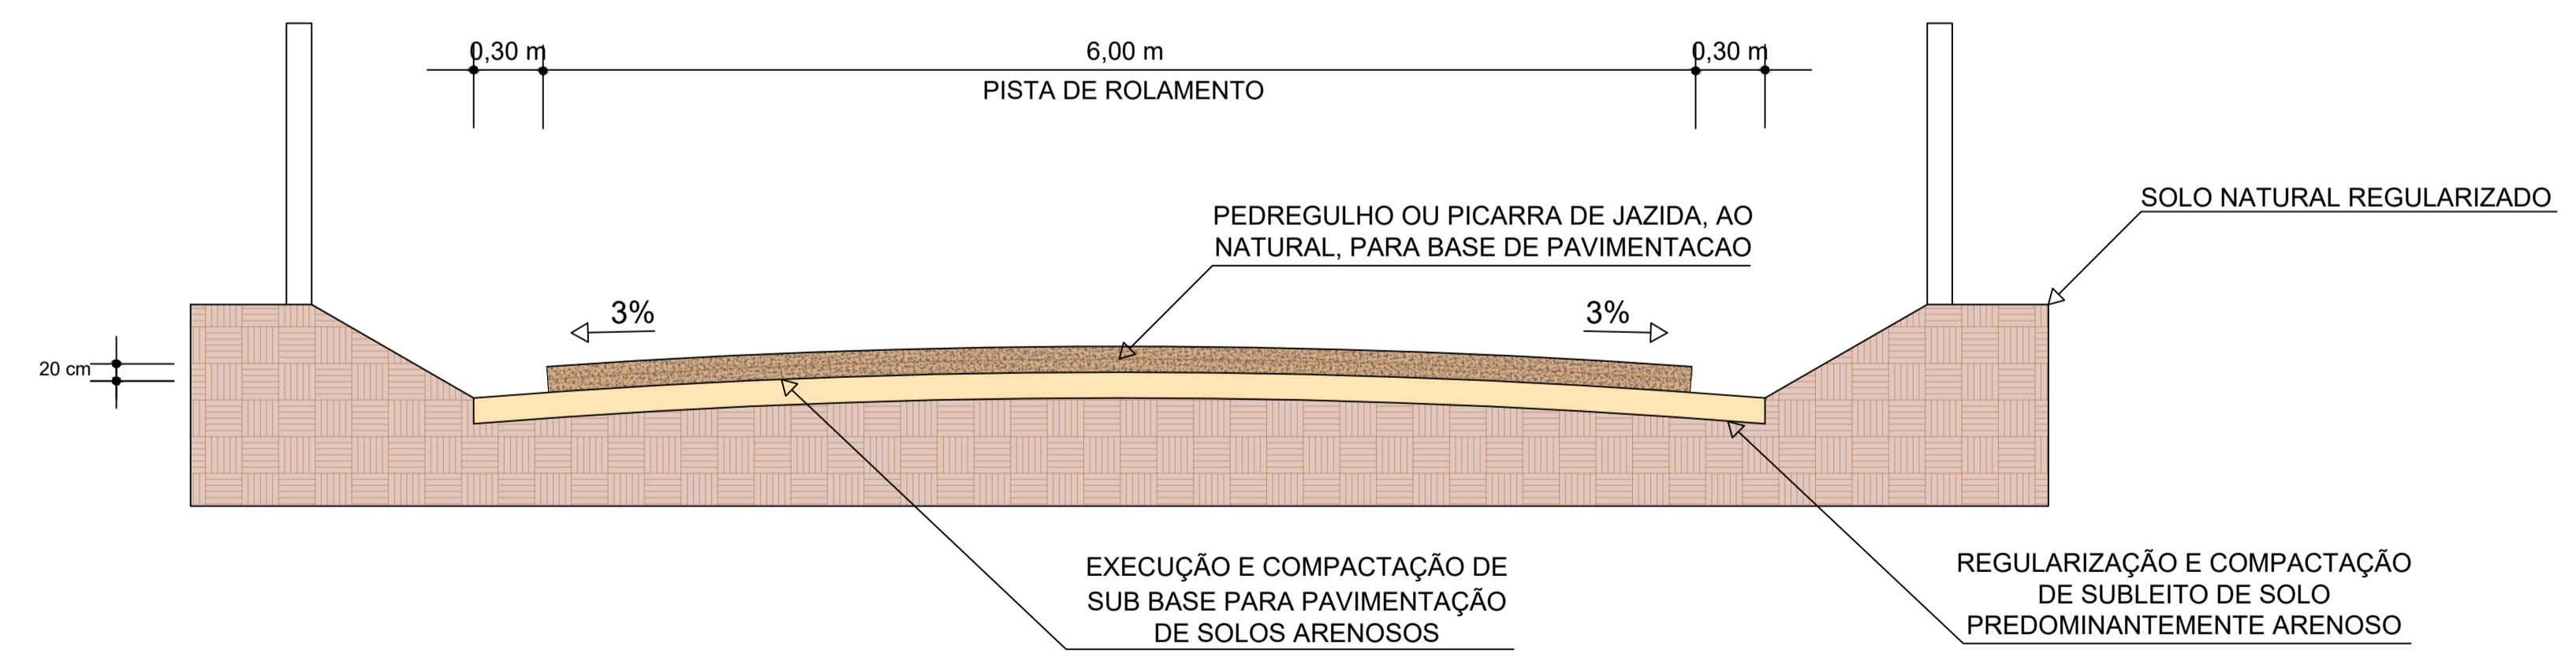 0,30 m
6,00 m
0,30 m
PISTA DE ROLAMENTO
SOLO NATURAL REGULARIZADO
PEDREGULHO OU PICARRA DE JAZIDA, AO
NATURAL, PARA BASE DE PAVIMENTACAO
3%
3%
20 cm
EXECUÇÃO E COMPACTAÇÃO DE
SUB BASE PARA PAVIMENTAÇÃO
DE SOLOS ARENOSOS
REGULARIZAÇÃO E COMPACTAÇÃO
DE SUBLEITO DE SOLO
PREDOMINANTEMENTE ARENOSO